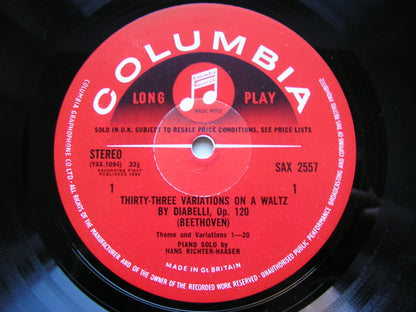 COLUMBIA
LONG PLAY
MAGIC NOTES
SOLD IN U.K. SUBJECT TO RESALE PRICE CONDITIONS, SEE PRICE LISTS
STEREO
(YAX.1094) 33⅓
RECORDING FIRST
PUBLISHED 1964
SAX 2557
1 1
THIRTY-THREE VARIATIONS ON A WALTZ
BY DIABELLI, Op. 120
(BEETHOVEN)
Theme and Variations 1—20
PIANO SOLO by
HANS RICHTER-HAASER
MADE IN Gt. BRITAIN
COLUMBIA GRAPHOPHONE CO. LTD. ALL RIGHTS OF THE MANUFACTURER AND OF THE OWNER OF THE RECORDED WORK RESERVED. UNAUTHORISED PUBLIC PERFORMANCE, BROADCASTING AND COPYING OF THIS RECORD PROHIBITED